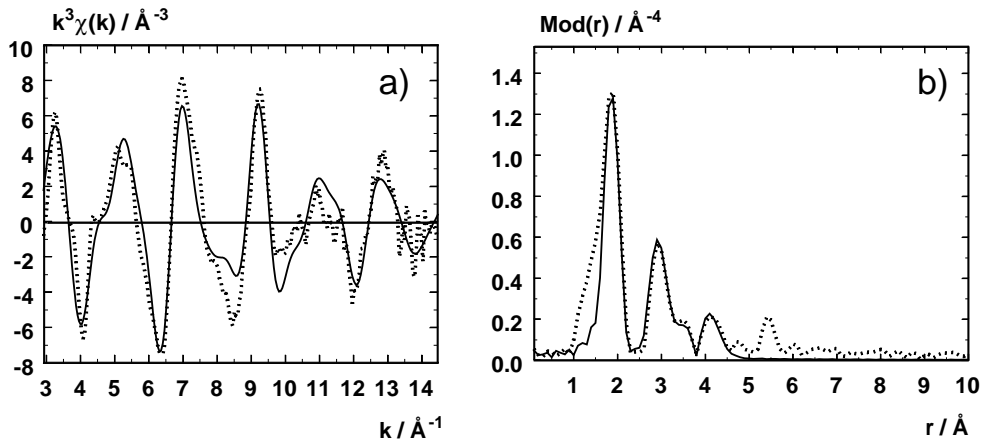 k³χ(k) / Å⁻³
10
8
6
4
2
0
-2
-4
-6
-8
a)
3 4 5 6 7 8 9 10 11 12 13 14
k / Å⁻¹
Mod(r) / Å⁻⁴
1.4
1.2
1.0
0.8
0.6
0.4
0.2
0.0
b)
1 2 3 4 5 6 7 8 9 10
r / Å